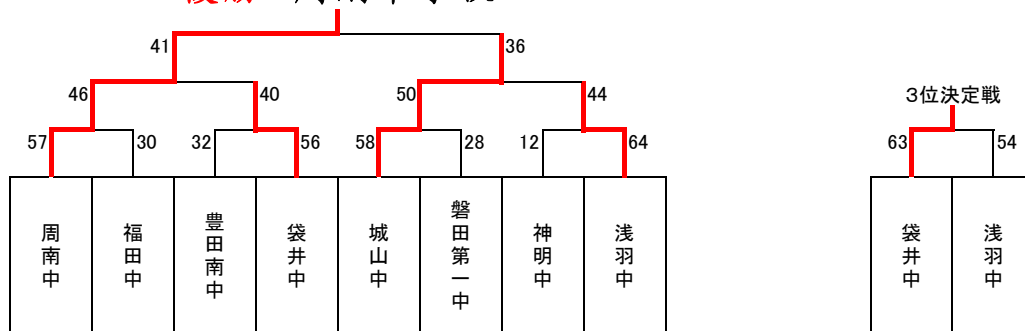 41 36
46 40 50 44 3位決定戦
57 30 32 56 58 28 12 64 63 54
周南中 福田中 豊田南中 袋井中 城山中 磐田第一中 神明中 浅羽中 袋井中 浅羽中